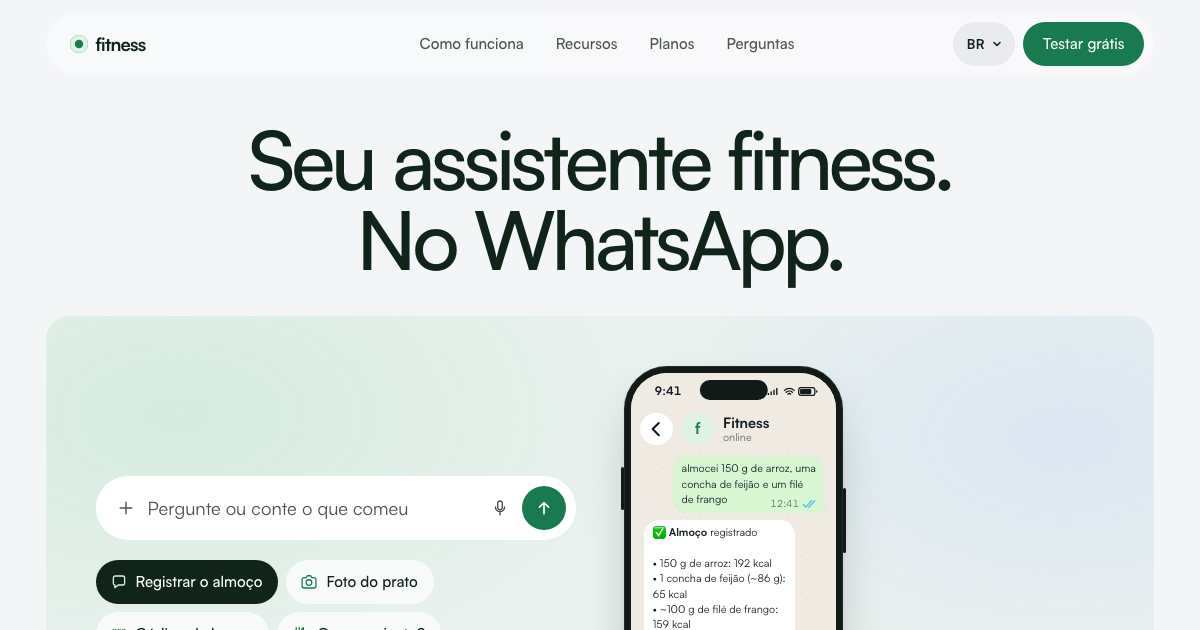 fitness
Como funciona
Recursos
Planos
Perguntas
BR
Testar grátis
Seu assistente fitness.
No WhatsApp.
Pergunte ou conte o que comeu
Registrar o almoço
Foto do prato
9:41
f
Fitness
online
almocei 150 g de arroz, uma
concha de feijão e um filé
de frango
12:41
✅ Almoço registrado
• 150 g de arroz: 192 kcal
• 1 concha de feijão (~86 g):
65 kcal
• ~100 g de filé de frango:
159 kcal